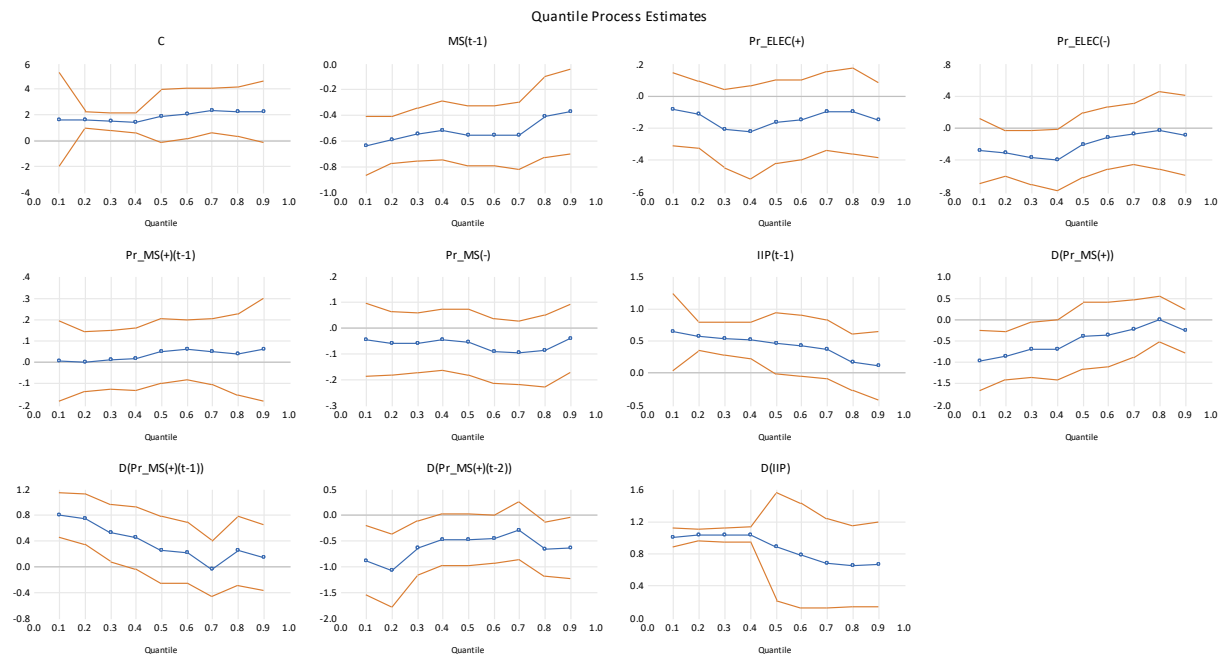 Quantile Process Estimates
C
6
4
2
0
-2
-4
0.0 0.1 0.2 0.3 0.4 0.5 0.6 0.7 0.8 0.9 1.0
Quantile
MS(t-1)
0.0
-0.2
-0.4
-0.6
-0.8
-1.0
0.0 0.1 0.2 0.3 0.4 0.5 0.6 0.7 0.8 0.9 1.0
Quantile
Pr_ELEC(+)
.2
.0
-.2
-.4
-.6
0.0 0.1 0.2 0.3 0.4 0.5 0.6 0.7 0.8 0.9 1.0
Quantile
Pr_ELEC(-)
.8
.4
.0
-.4
-.8
0.0 0.1 0.2 0.3 0.4 0.5 0.6 0.7 0.8 0.9 1.0
Quantile
Pr_MS(+)(t-1)
.4
.3
.2
.1
.0
-.1
-.2
0.0 0.1 0.2 0.3 0.4 0.5 0.6 0.7 0.8 0.9 1.0
Quantile
Pr_MS(-)
.2
.1
.0
-.1
-.2
-.3
0.0 0.1 0.2 0.3 0.4 0.5 0.6 0.7 0.8 0.9 1.0
Quantile
IIP(t-1)
1.5
1.0
0.5
0.0
-0.5
0.0 0.1 0.2 0.3 0.4 0.5 0.6 0.7 0.8 0.9 1.0
Quantile
D(Pr_MS(+))
1.0
0.5
0.0
-0.5
-1.0
-1.5
-2.0
0.0 0.1 0.2 0.3 0.4 0.5 0.6 0.7 0.8 0.9 1.0
Quantile
D(Pr_MS(+)(t-1))
1.2
0.8
0.4
0.0
-0.4
-0.8
0.0 0.1 0.2 0.3 0.4 0.5 0.6 0.7 0.8 0.9 1.0
Quantile
D(Pr_MS(+)(t-2))
0.5
0.0
-0.5
-1.0
-1.5
-2.0
0.0 0.1 0.2 0.3 0.4 0.5 0.6 0.7 0.8 0.9 1.0
Quantile
D(IIP)
1.6
1.2
0.8
0.4
0.0
0.0 0.1 0.2 0.3 0.4 0.5 0.6 0.7 0.8 0.9 1.0
Quantile